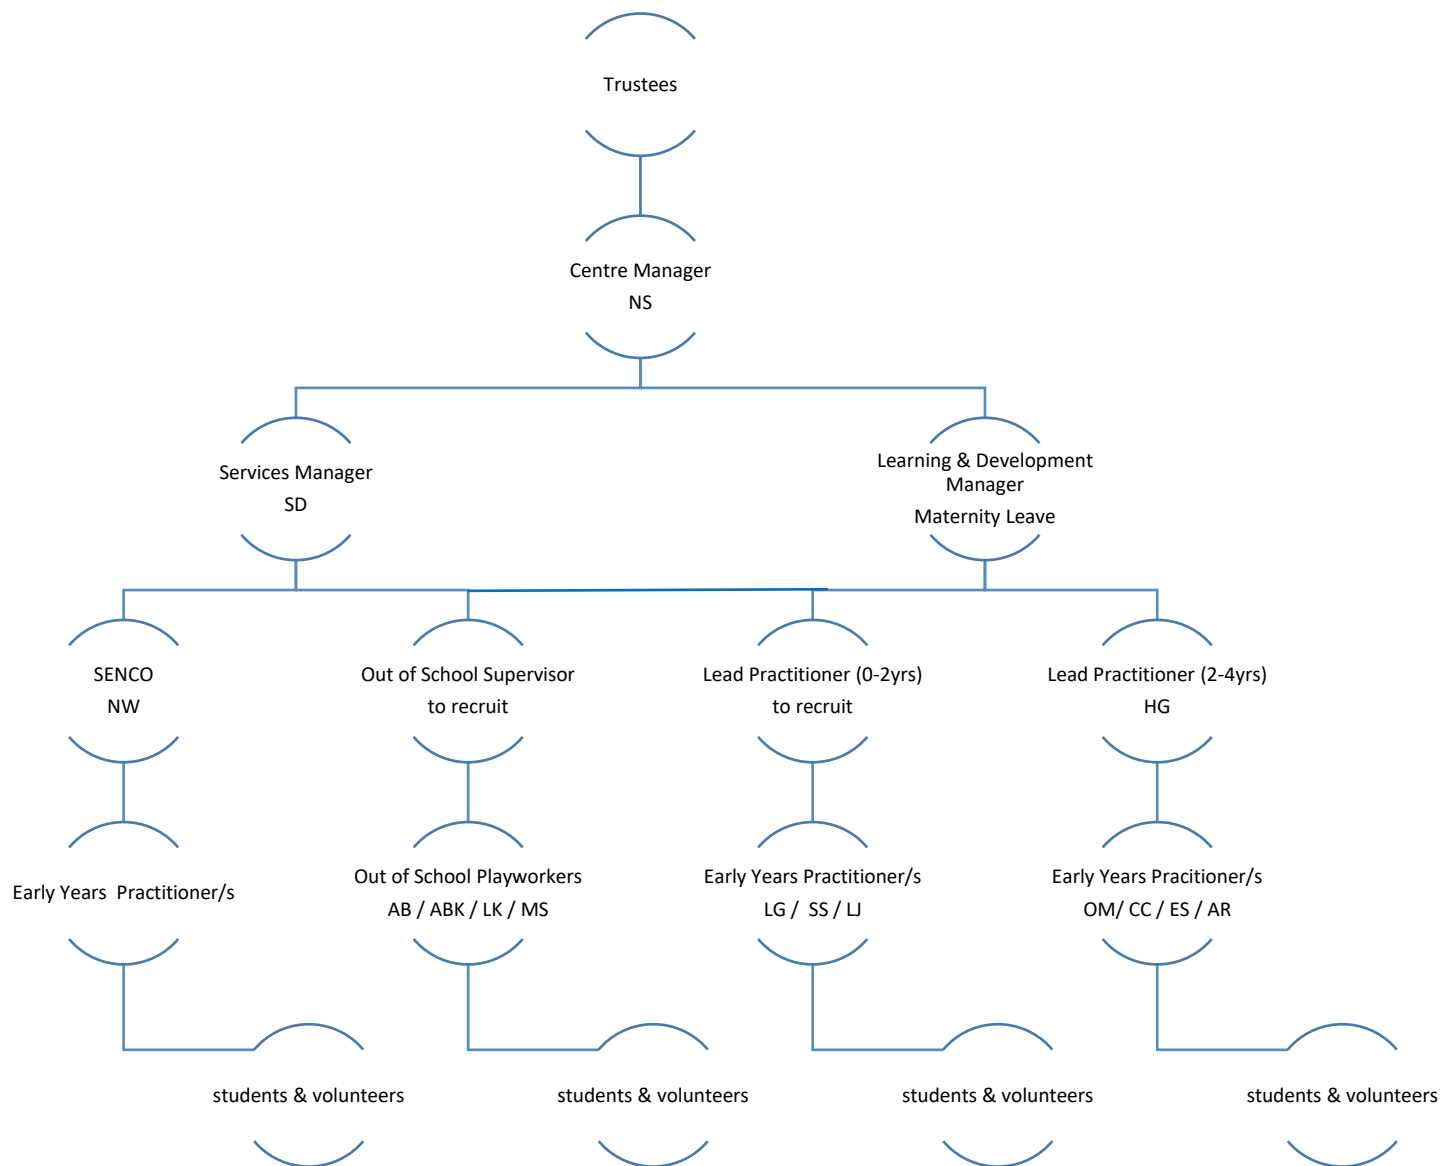 Trustees
Centre Manager
NS
Services Manager
SD
Learning & Development
Manager
Maternity Leave
SENCO
NW
Out of School Supervisor
to recruit
Lead Practitioner (0-2yrs)
to recruit
Lead Practitioner (2-4yrs)
HG
Early Years  Practitioner/s
Out of School Playworkers
AB / ABK / LK / MS
Early Years Practitioner/s
LG /  SS / LJ
Early Years Pracitioner/s
OM/ CC / ES / AR
students & volunteers
students & volunteers
students & volunteers
students & volunteers